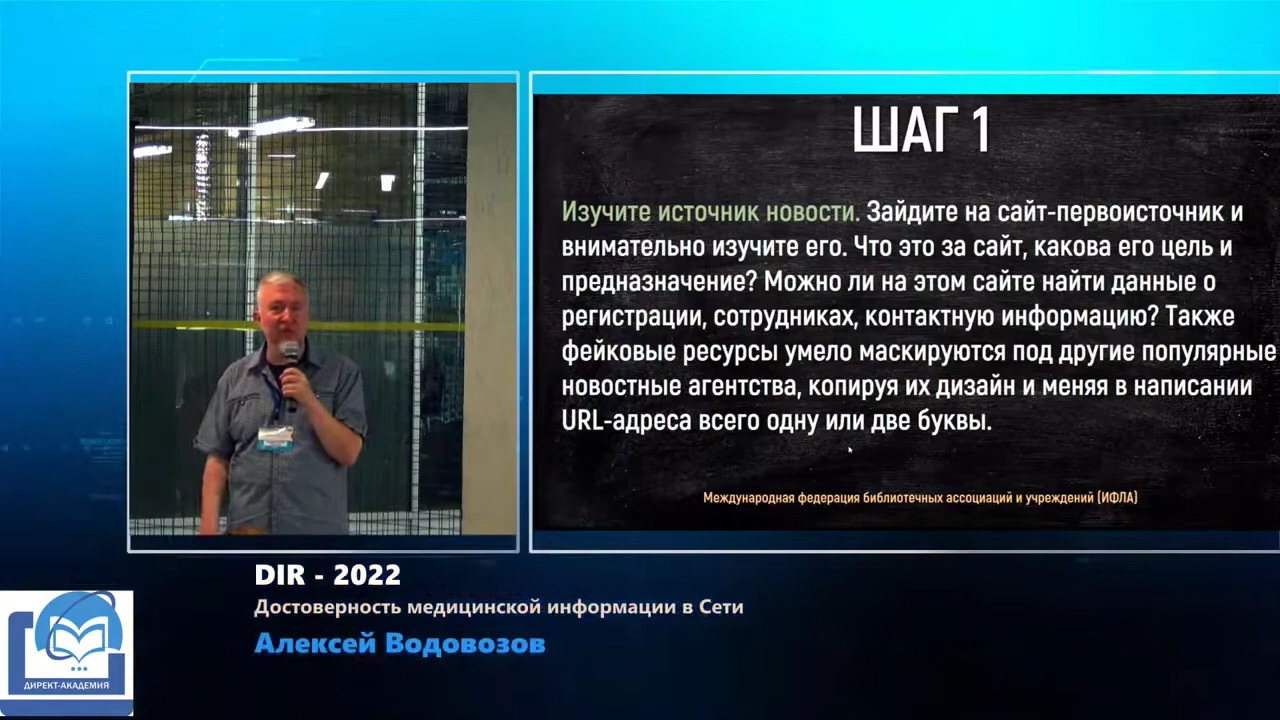 ШАГ 1
Изучите источник новости. Зайдите на сайт-первоисточник и
внимательно изучите его. Что это за сайт, какова его цель и
предназначение? Можно ли на этом сайте найти данные о
регистрации, сотрудниках, контактную информацию? Также
фейковые ресурсы умело маскируются под другие популярные
новостные агентства, копируя их дизайн и меняя в написании
URL-адреса всего одну или две буквы.
Международная федерация библиотечных ассоциаций и учреждений (ИФЛА)
DIR - 2022
Достоверность медицинской информации в Сети
Алексей Водовозов
ДИРЕКТ-АКАДЕМИЯ